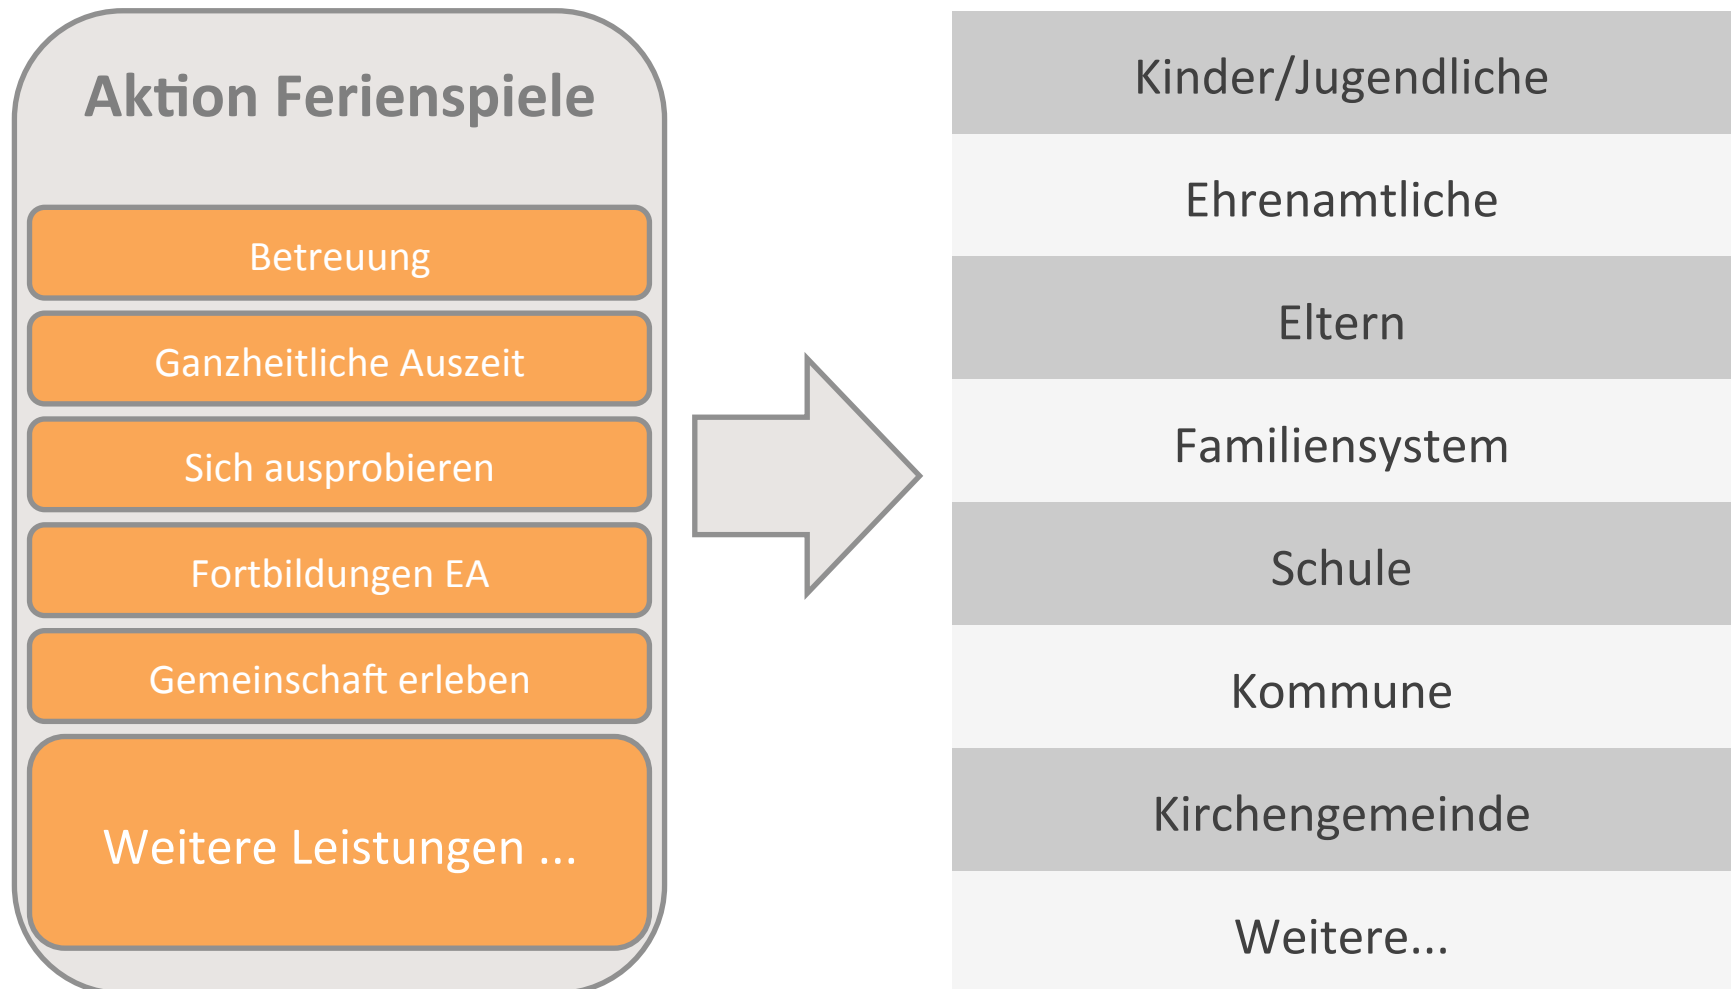 Aktion Ferienspiele
Betreuung
Ganzheitliche Auszeit
Sich ausprobieren
Fortbildungen EA
Gemeinschaft erleben
Weitere Leistungen ...
Kinder/Jugendliche
Ehrenamtliche
Eltern
Familiensystem
Schule
Kommune
Kirchengemeinde
Weitere...